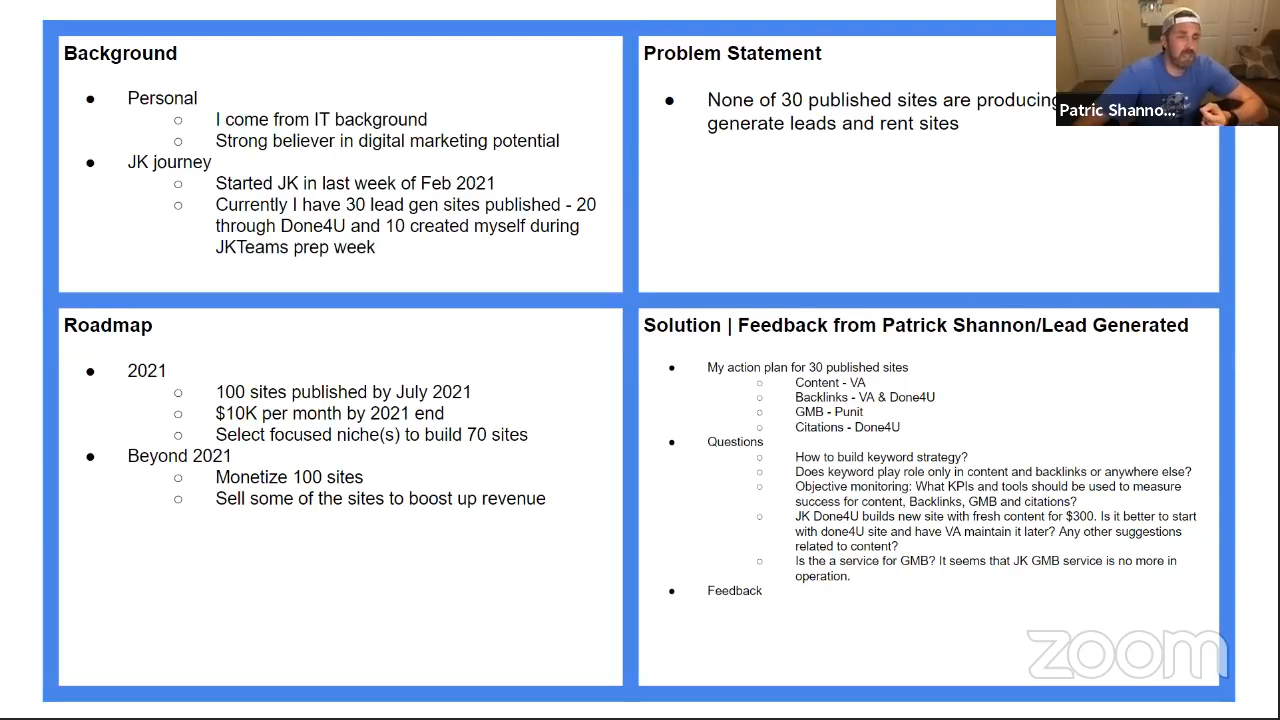 Background
● Personal
○ I come from IT background
○ Strong believer in digital marketing potential
● JK journey
○ Started JK in last week of Feb 2021
○ Currently I have 30 lead gen sites published - 20
through Done4U and 10 created myself during
JKTeams prep week
Problem Statement
● None of 30 published sites are producing
generate leads and rent sites
Patric Shanno...
Roadmap
● 2021
○ 100 sites published by July 2021
○ $10K per month by 2021 end
○ Select focused niche(s) to build 70 sites
● Beyond 2021
○ Monetize 100 sites
○ Sell some of the sites to boost up revenue
Solution | Feedback from Patrick Shannon/Lead Generated
● My action plan for 30 published sites
○ Content - VA
○ Backlinks - VA & Done4U
○ GMB - Punit
○ Citations - Done4U
● Questions
○ How to build keyword strategy?
○ Does keyword play role only in content and backlinks or anywhere else?
○ Objective monitoring: What KPIs and tools should be used to measure
success for content, Backlinks, GMB and citations?
○ JK Done4U builds new site with fresh content for $300. Is it better to start
with done4U site and have VA maintain it later? Any other suggestions
related to content?
○ Is the a service for GMB? It seems that JK GMB service is no more in
operation.
● Feedback
zoom